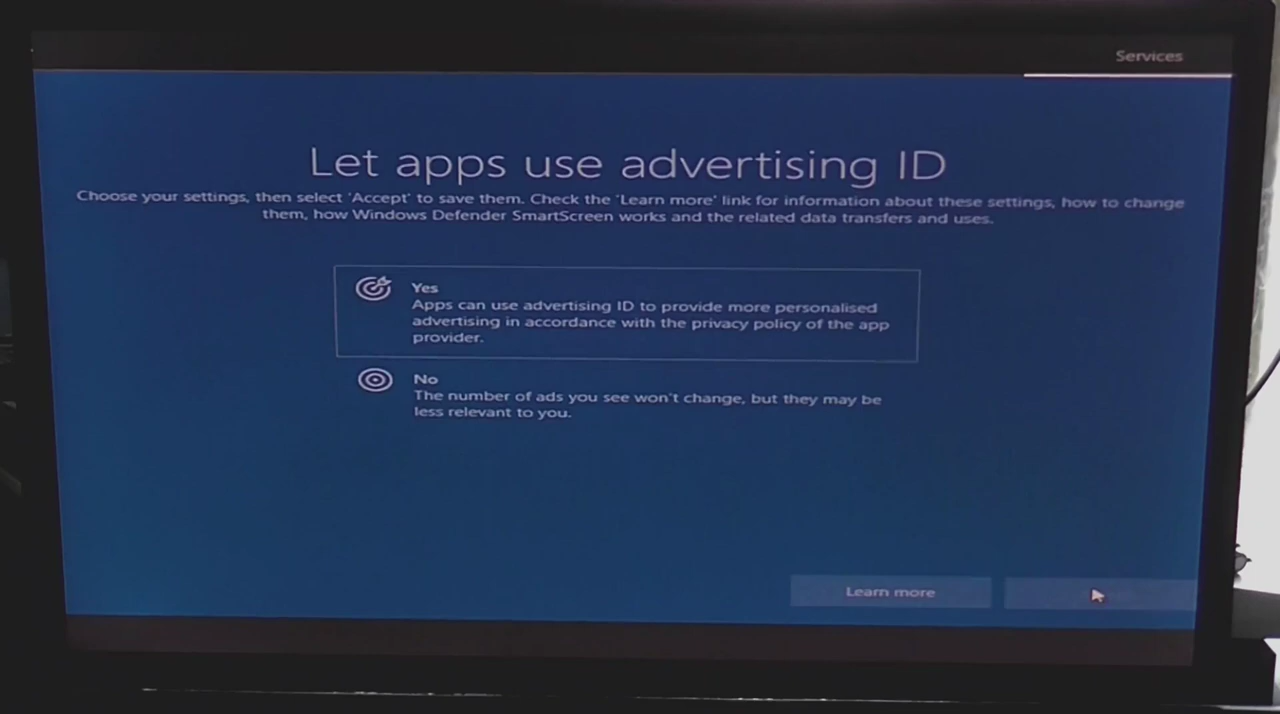 Services
Let apps use advertising ID
Choose your settings, then select 'Accept' to save them. Check the 'Learn more' link for information about these settings, how to change
them, how Windows Defender SmartScreen works and the related data transfers and uses.
Yes
Apps can use advertising ID to provide more personalised
advertising in accordance with the privacy policy of the app
provider.
No
The number of ads you see won't change, but they may be
less relevant to you.
Learn more